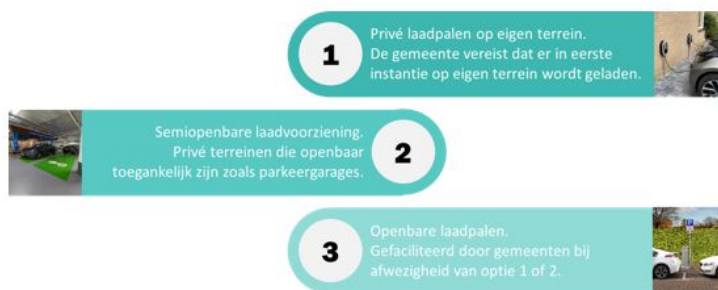 1
Privé laadpalen op eigen terrein.
De gemeente vereist dat er in eerste
instantie op eigen terrein wordt geladen.
2
Semiopenbare laadvoorziening.
Privé terreinen die openbaar
toegankelijk zijn zoals parkeergarages.
3
Openbare laadpalen.
Gefaciliteerd door gemeenten bij
afwezigheid van optie 1 of 2.